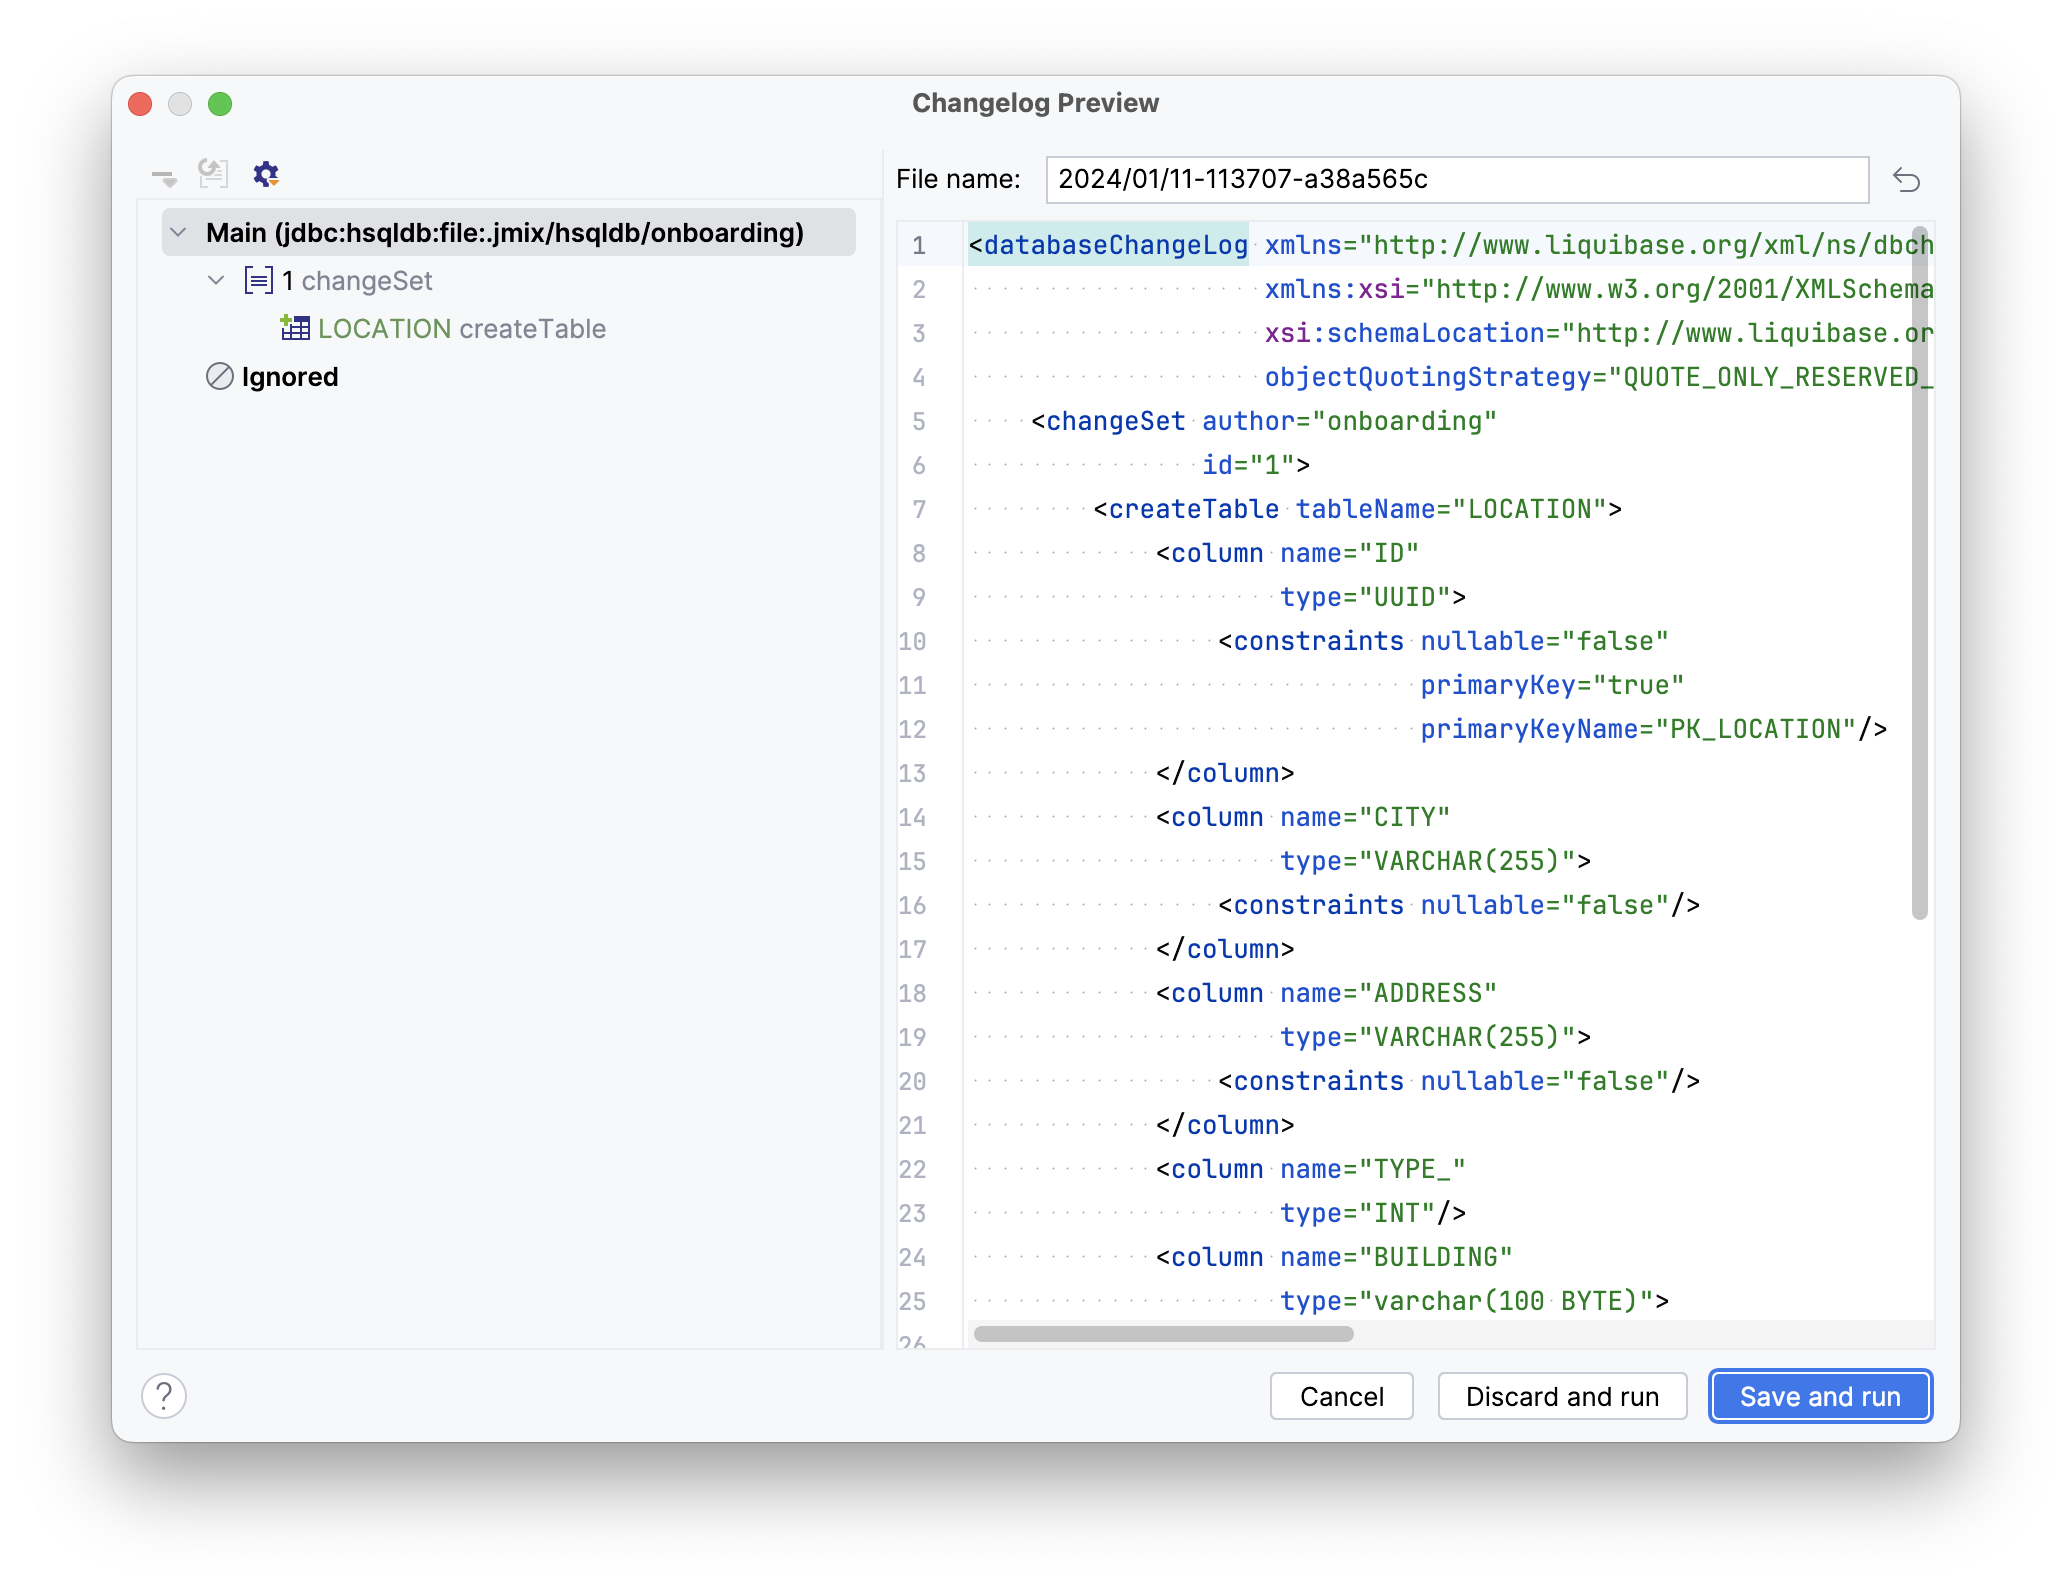 Changelog Preview
File name: 2024/01/11-113707-a38a565c
Main (jdbc:hsqldb:file:.jmix/hsqldb/onboarding)
1 changeSet
LOCATION createTable
Ignored
1 <databaseChangeLog xmlns="http://www.liquibase.org/xml/ns/dbch
2 xmlns:xsi="http://www.w3.org/2001/XMLSchema
3 xsi:schemaLocation="http://www.liquibase.or
4 objectQuotingStrategy="QUOTE_ONLY_RESERVED_
5 <changeSet author="onboarding"
6 id="1">
7 <createTable tableName="LOCATION">
8 <column name="ID"
9 type="UUID">
10 <constraints nullable="false"
11 primaryKey="true"
12 primaryKeyName="PK_LOCATION"/>
13 </column>
14 <column name="CITY"
15 type="VARCHAR(255)">
16 <constraints nullable="false"/>
17 </column>
18 <column name="ADDRESS"
19 type="VARCHAR(255)">
20 <constraints nullable="false"/>
21 </column>
22 <column name="TYPE_"
23 type="INT"/>
24 <column name="BUILDING"
25 type="varchar(100 BYTE)">
26
?
Cancel
Discard and run
Save and run